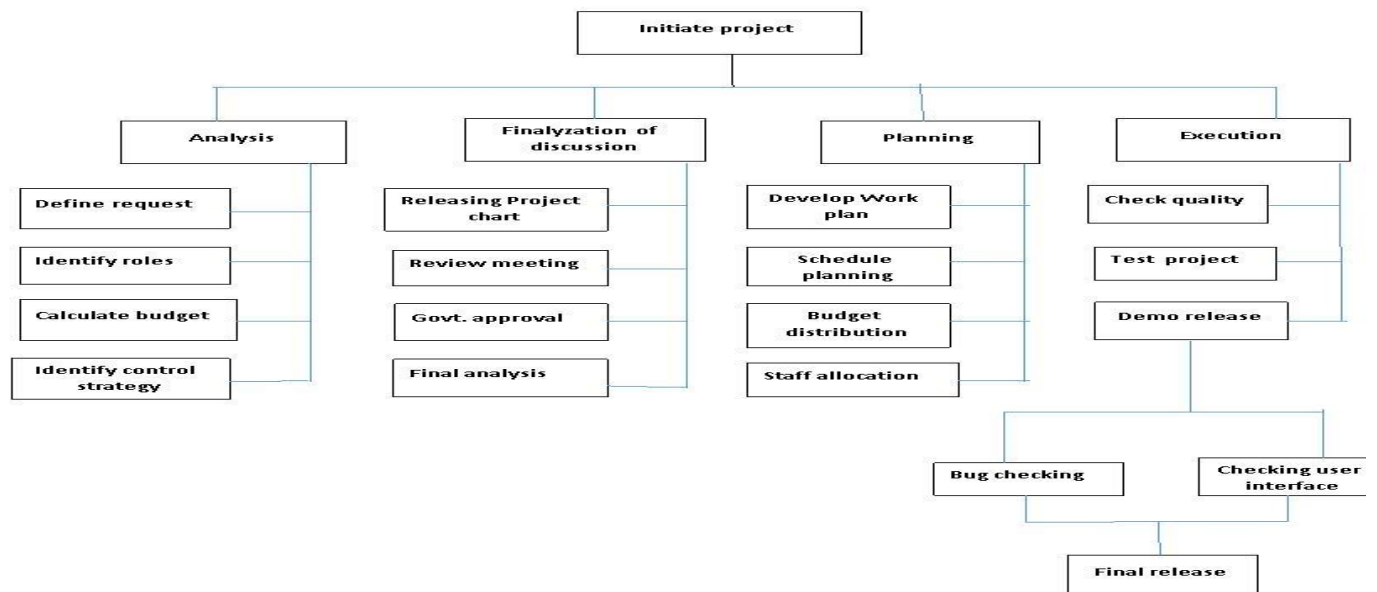 Initiate project
Analysis
Finalyzation of
discussion
Planning
Execution
Define request
Identify roles
Calculate budget
Identify control
strategy
Releasing Project
chart
Review meeting
Govt. approval
Final analysis
Develop Work
plan
Schedule
planning
Budget
distribution
Staff allocation
Check quality
Test project
Demo release
Bug checking
Checking user
interface
Final release